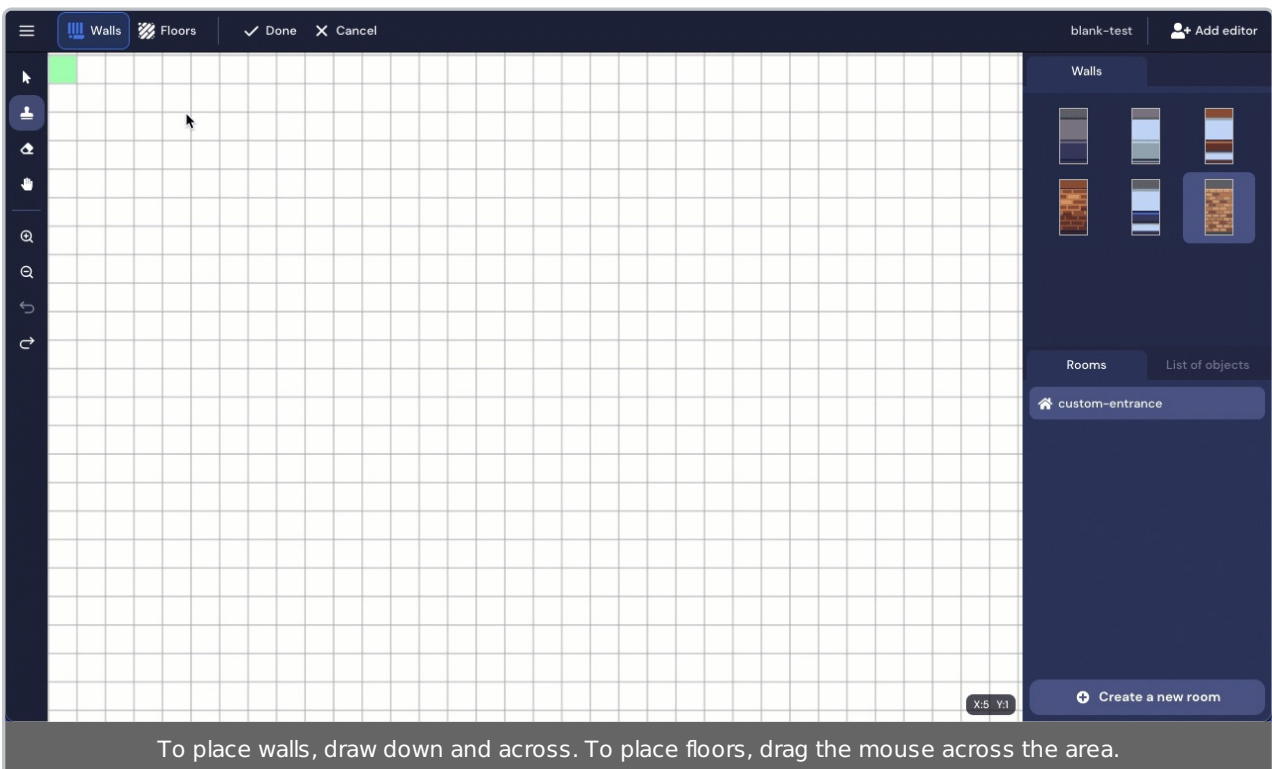 Walls Floors Done Cancel blank-test Add editor
Walls
Rooms List of objects
custom-entrance
Create a new room
X:5 Y:1
To place walls, draw down and across. To place floors, drag the mouse across the area.